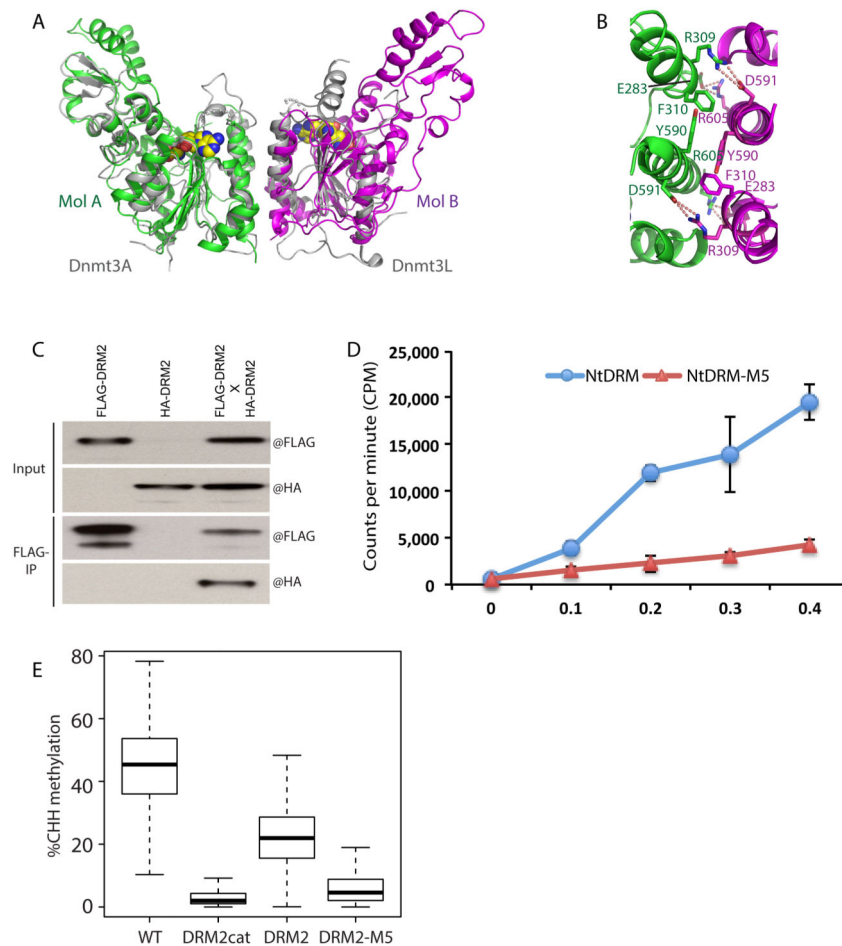 A
Mol A
Mol B
Dnmt3A
Dnmt3L
B
R309
D591
E283
F310
R605
Y590
R605
Y590
F310
D591
E283
R309
C
FLAG-DRM2
HA-DRM2
FLAG-DRM2
X
HA-DRM2
Input
@FLAG
@HA
FLAG-
IP
@FLAG
@HA
D
25,000
20,000
15,000
10,000
5,000
0
Counts per minute (CPM)
NtDRM
NtDRM-M5
0 0.1 0.2 0.3 0.4
E
80
60
40
20
0
%CHH methylation
WT DRM2cat DRM2 DRM2-M5